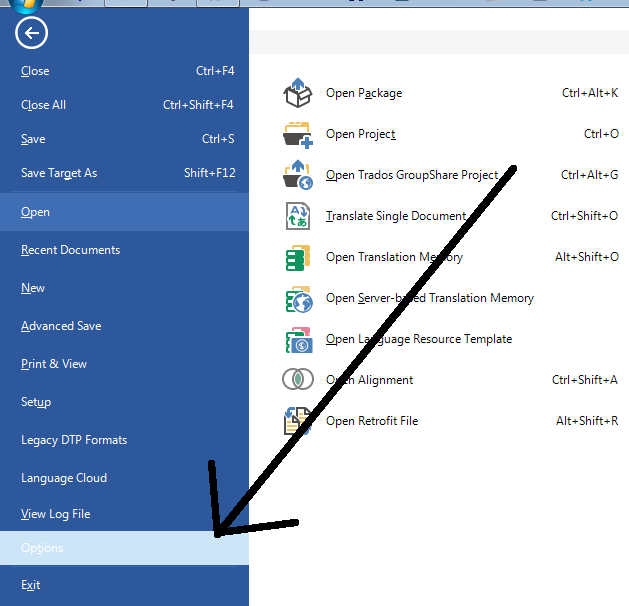 Close Ctrl+F4
Close All Ctrl+Shift+F4
Save Ctrl+S
Save Target As Shift+F12
Open
Recent Documents
New
Advanced Save
Print & View
Setup
Legacy DTP Formats
Language Cloud
View Log File
Options
Exit
Open Package Ctrl+Alt+K
Open Project Ctrl+O
Open Trados GroupShare Project Ctrl+Alt+G
Translate Single Document Ctrl+Shift+O
Open Translation Memory Alt+Shift+O
Open Server-based Translation Memory
Open Language Resource Template
Open Alignment Ctrl+Shift+A
Open Retrofit File Alt+Shift+R